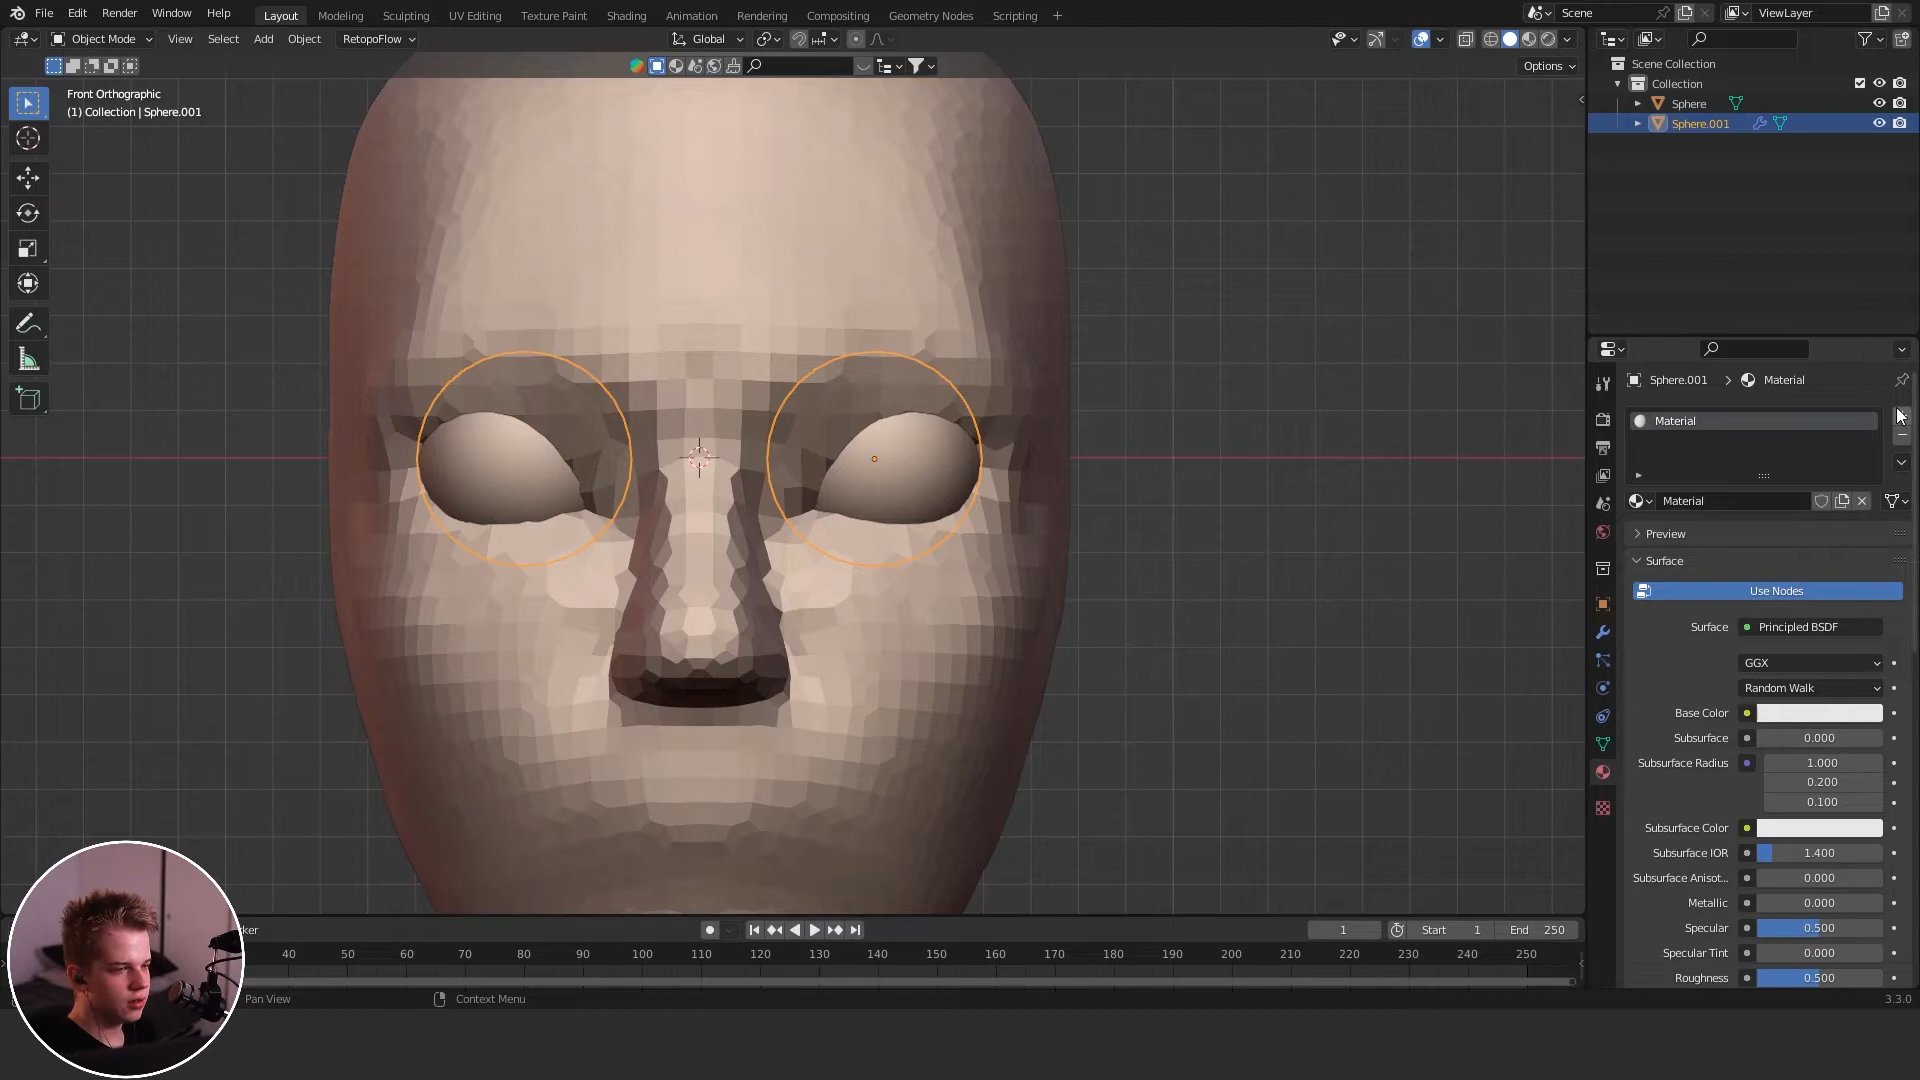 File Edit Render Window Help Layout Modeling Sculpting UV Editing Texture Paint Shading Animation Rendering Compositing Geometry Nodes Scripting + Scene ViewLayer
Object Mode View Select Add Object RetopoFlow Global
Options
Front Orthographic
(1) Collection | Sphere.001
Scene Collection
Collection
Sphere
Sphere.001
Sphere.001 > Material
Material
Material
Preview
Surface
Use Nodes
Surface Principled BSDF
GGX
Random Walk
Base Color
Subsurface 0.000
Subsurface Radius 1.000
0.200
0.100
Subsurface Color
Subsurface IOR 1.400
Subsurface Anisot... 0.000
Metallic 0.000
Specular 0.500
Specular Tint 0.000
Roughness 0.500
ker 1 Start 1 End 250
40 50 60 70 80 90 100 110 120 130 140 150 160 170 180 190 200 210 220 230 240 250
Pan View Context Menu 3.3.0